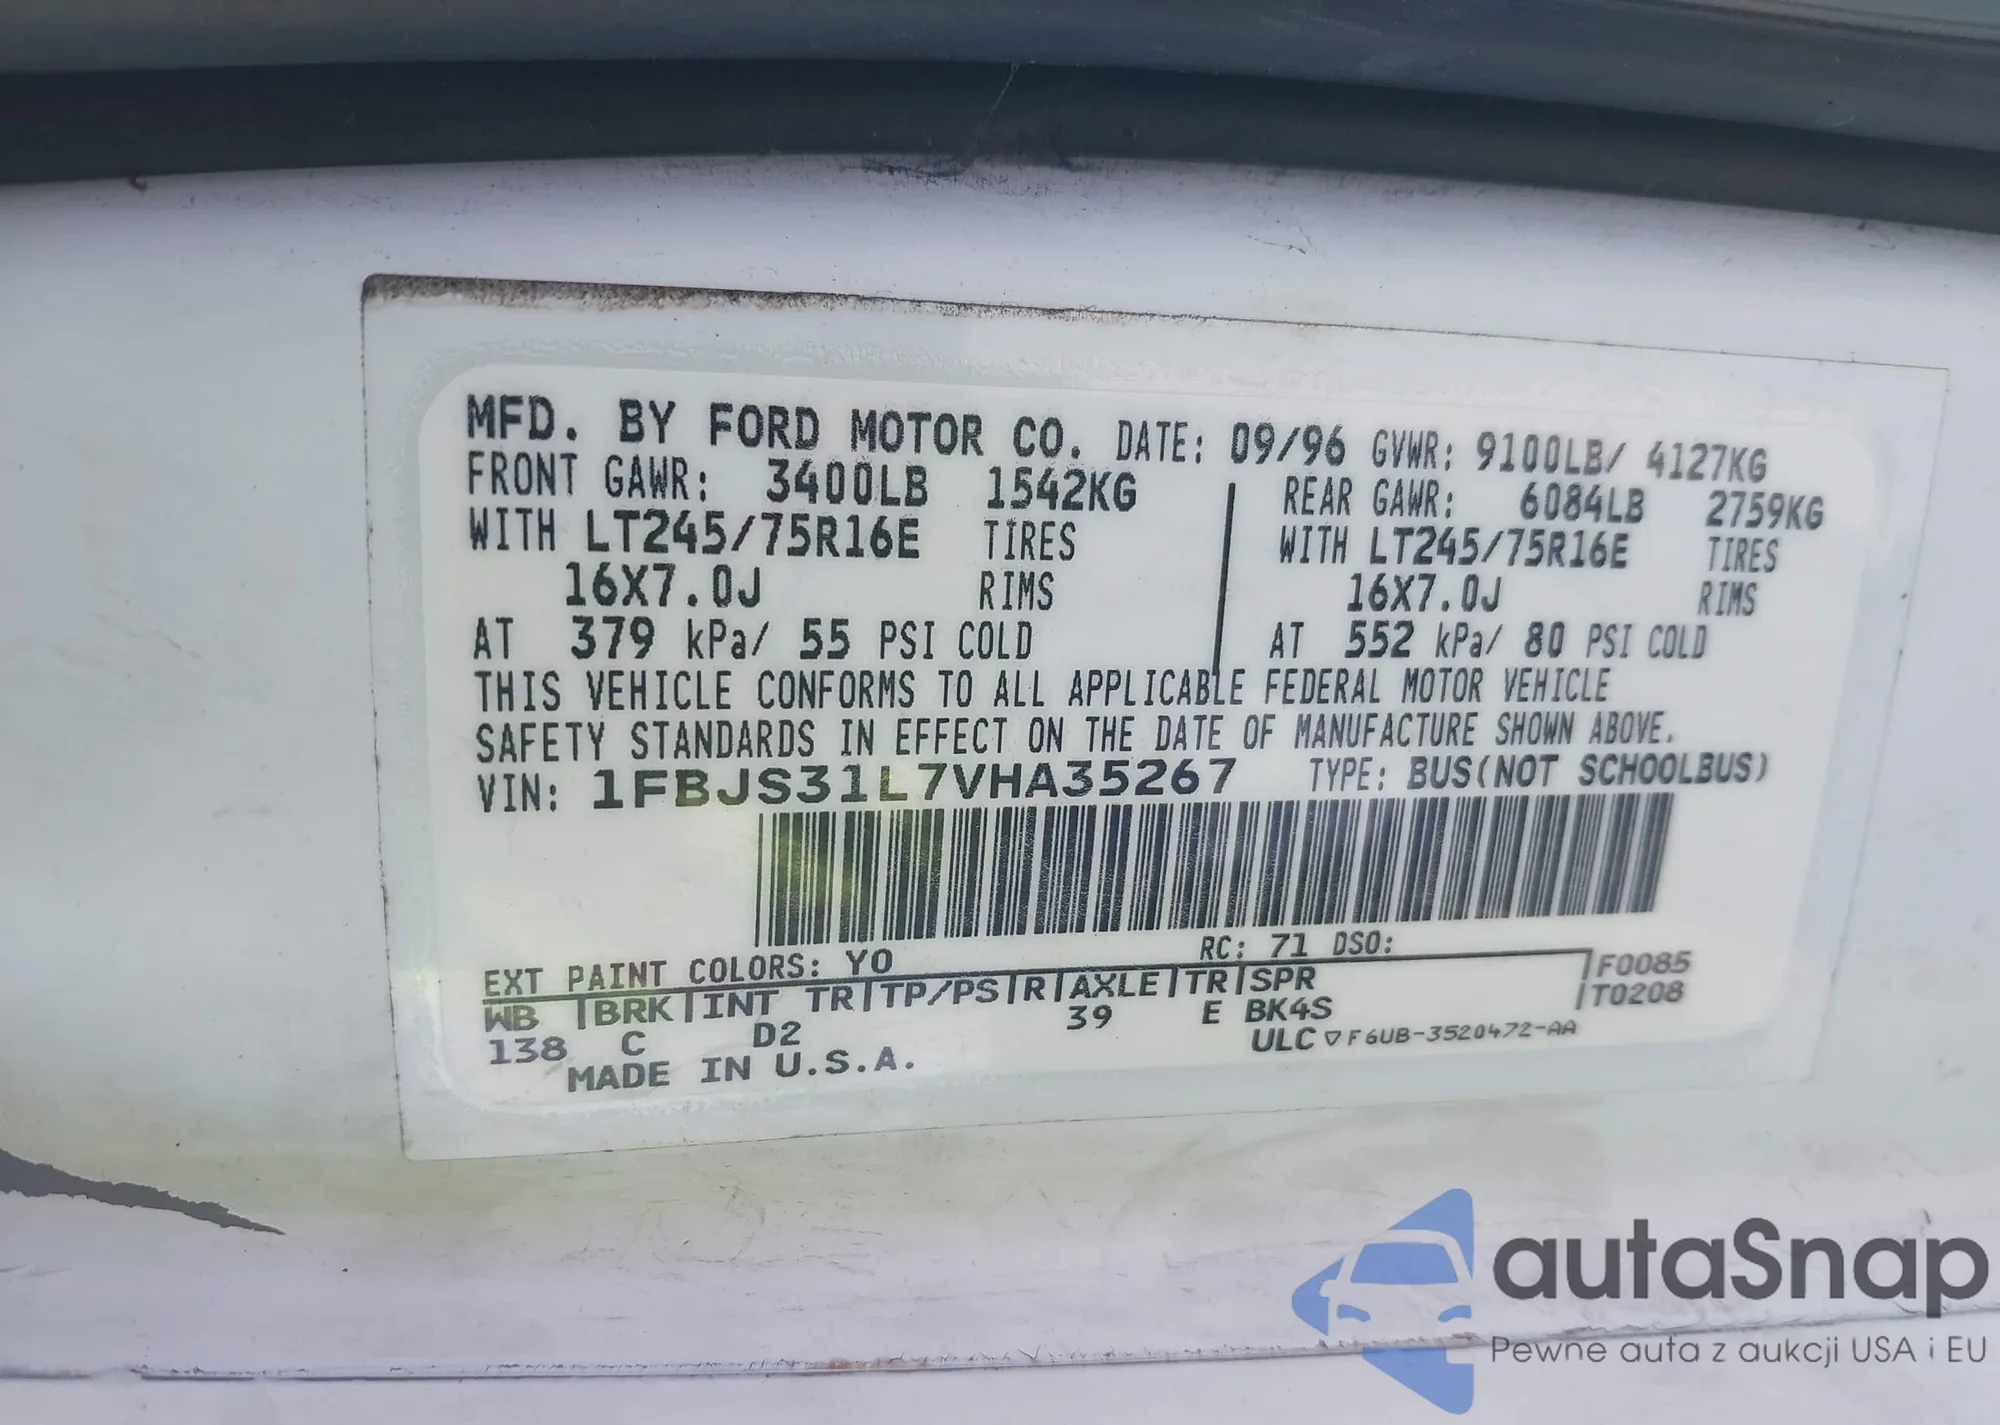 MFD. BY FORD MOTOR CO. DATE: 09/96 GVWR: 9100LB/ 4127KG
FRONT GAWR: 3400LB 1542KG REAR GAWR: 6084LB 2759KG
WITH LT245/75R16E TIRES WITH LT245/75R16E TIRES
16X7.0J RIMS 16X7.0J RIMS
AT 379 kPa/ 55 PSI COLD AT 552 kPa/ 80 PSI COLD
THIS VEHICLE CONFORMS TO ALL APPLICABLE FEDERAL MOTOR VEHICLE
SAFETY STANDARDS IN EFFECT ON THE DATE OF MANUFACTURE SHOWN ABOVE.
VIN: 1FBJS31L7VHA35267 TYPE: BUS(NOT SCHOOLBUS)
EXT PAINT COLORS: YO RC: 71 DSO:
WB BRK INT TR TP/PS R AXLE TR SPR F0085
138 C D2 39 E BK4S T0208
MADE IN U.S.A. ULC ▽ F6UB-3520472-AA
autaSnap
Pewne auta z aukcji USA i EU